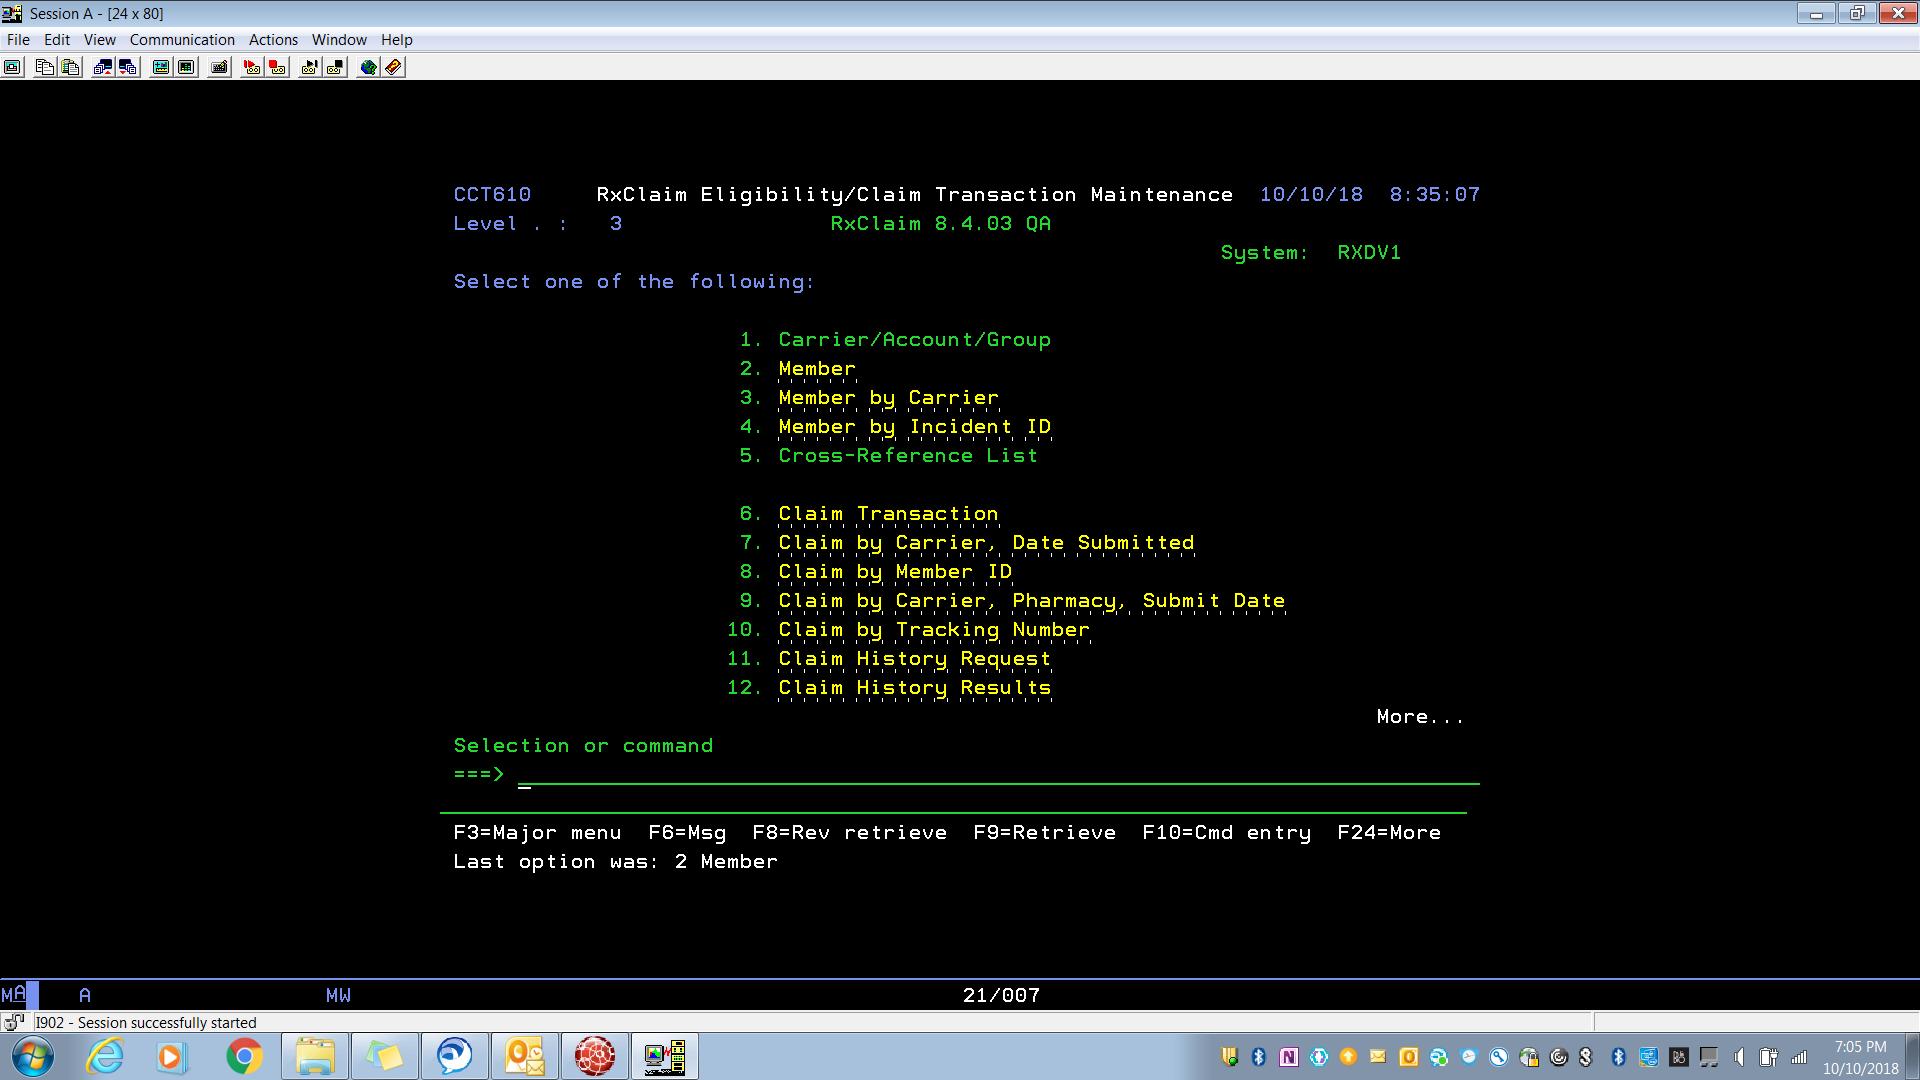 Session A - [24 x 80]
File Edit View Communication Actions Window Help
CCT610 RxClaim Eligibility/Claim Transaction Maintenance 10/10/18 8:35:07
Level . : 3 RxClaim 8.4.03 QA
System: RXDV1
Select one of the following:
1. Carrier/Account/Group
2. Member
3. Member by Carrier
4. Member by Incident ID
5. Cross-Reference List
6. Claim Transaction
7. Claim by Carrier, Date Submitted
8. Claim by Member ID
9. Claim by Carrier, Pharmacy, Submit Date
10. Claim by Tracking Number
11. Claim History Request
12. Claim History Results
More...
Selection or command
===>
F3=Major menu F6=Msg F8=Rev retrieve F9=Retrieve F10=Cmd entry F24=More
Last option was: 2 Member
MA A MW 21/007
I902 - Session successfully started
7:05 PM
10/10/2018